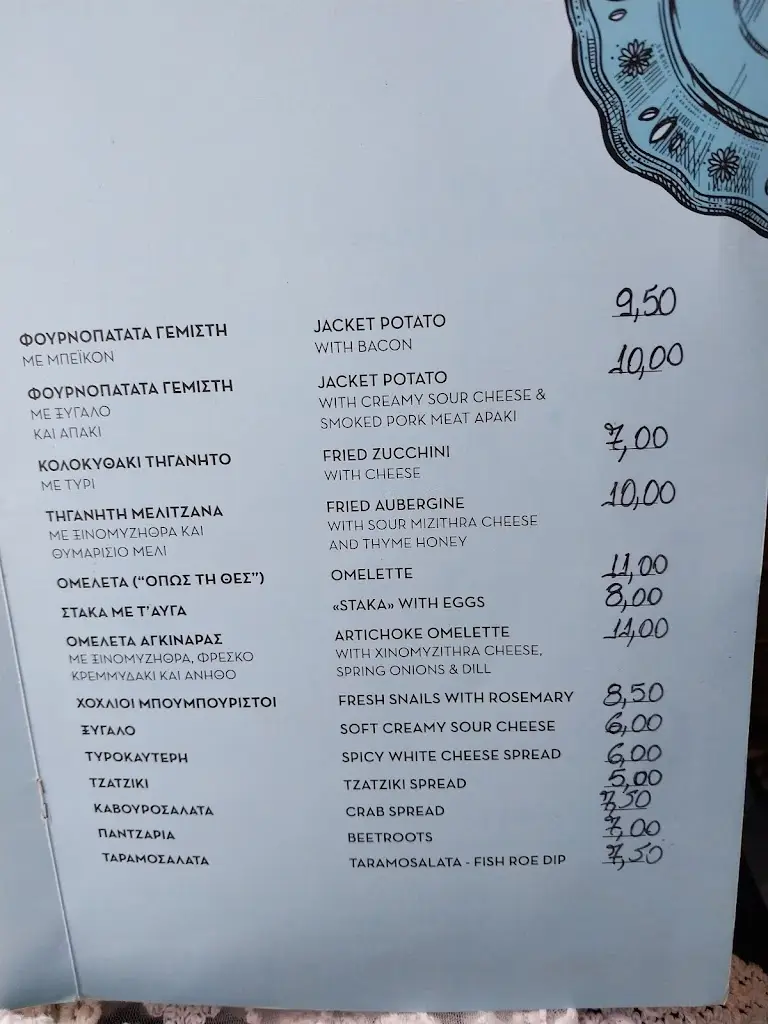 ΦΟΥΡΝΟΠΑΤΑΤΑ ΓΕΜΙΣΤΗ JACKET POTATO 9,50
ΜΕ ΜΠΕΪΚΟΝ WITH BACON
ΦΟΥΡΝΟΠΑΤΑΤΑ ΓΕΜΙΣΤΗ JACKET POTATO 10,00
ΜΕ ΞΥΓΑΛΟ WITH CREAMY SOUR CHEESE &
ΚΑΙ ΑΠΑΚΙ SMOKED PORK MEAT APAKI
ΚΟΛΟΚΥΘΑΚΙ ΤΗΓΑΝΗΤΟ FRIED ZUCCHINI 7,00
ΜΕ ΤΥΡΙ WITH CHEESE
ΤΗΓΑΝΗΤΗ ΜΕΛΙΤΖΑΝΑ FRIED AUBERGINE 10,00
ΜΕ ΞΙΝΟΜΥΖΗΘΡΑ ΚΑΙ WITH SOUR MIZITHRA CHEESE
ΘΥΜΑΡΙΣΙΟ ΜΕΛΙ AND THYME HONEY
ΟΜΕΛΕΤΑ (“ΟΠΩΣ ΤΗ ΘΕΣ”) OMELETTE 11,00
ΣΤΑΚΑ ΜΕ Τ'ΑΥΓΑ «STAKA» WITH EGGS 8,00
ΟΜΕΛΕΤΑ ΑΓΚΙΝΑΡΑΣ ARTICHOKE OMELETTE 11,00
ΜΕ ΞΙΝΟΜΥΖΗΘΡΑ, ΦΡΕΣΚΟ WITH XINOMYZITHRA CHEESE,
ΚΡΕΜΜΥΔΑΚΙ ΚΑΙ ΑΝΗΘΟ SPRING ONIONS & DILL
ΧΟΧΛΙΟΙ ΜΠΟΥΜΠΟΥΡΙΣΤΟΙ FRESH SNAILS WITH ROSEMARY 8,50
ΞΥΓΑΛΟ SOFT CREAMY SOUR CHEESE 6,00
ΤΥΡΟΚΑΥΤΕΡΗ SPICY WHITE CHEESE SPREAD 6,00
ΤΖΑΤΖΙΚΙ TZATZIKI SPREAD 5,00
ΚΑΒΟΥΡΟΣΑΛΑΤΑ CRAB SPREAD 7,50
ΠΑΝΤΖΑΡΙΑ BEETROOTS 7,00
ΤΑΡΑΜΟΣΑΛΑΤΑ TARAMOSALATA - FISH ROE DIP 7,50